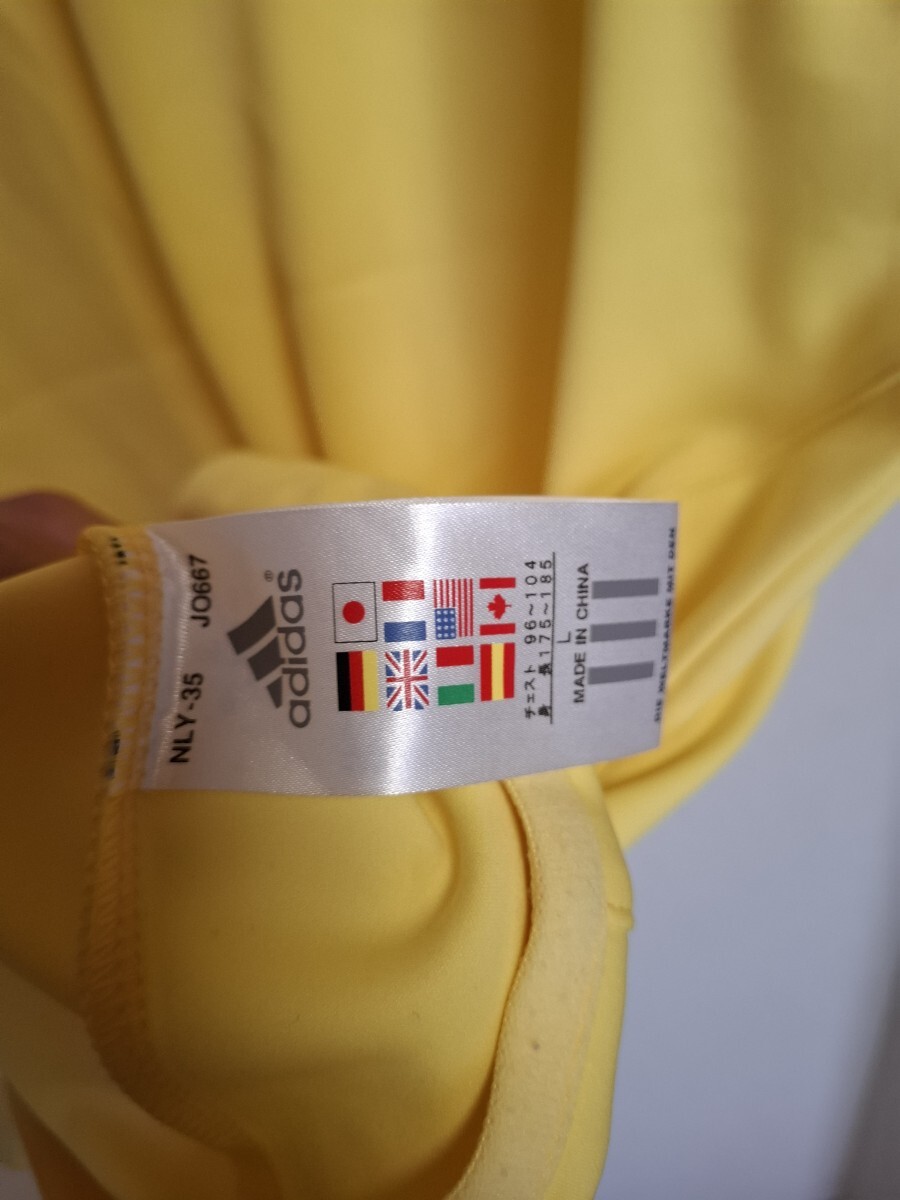 NLY-35 JO667
adidas®
チェスト 96~104
身 長 175~185
L
MADE IN CHINA
DIE WELTMARKE MIT DEN